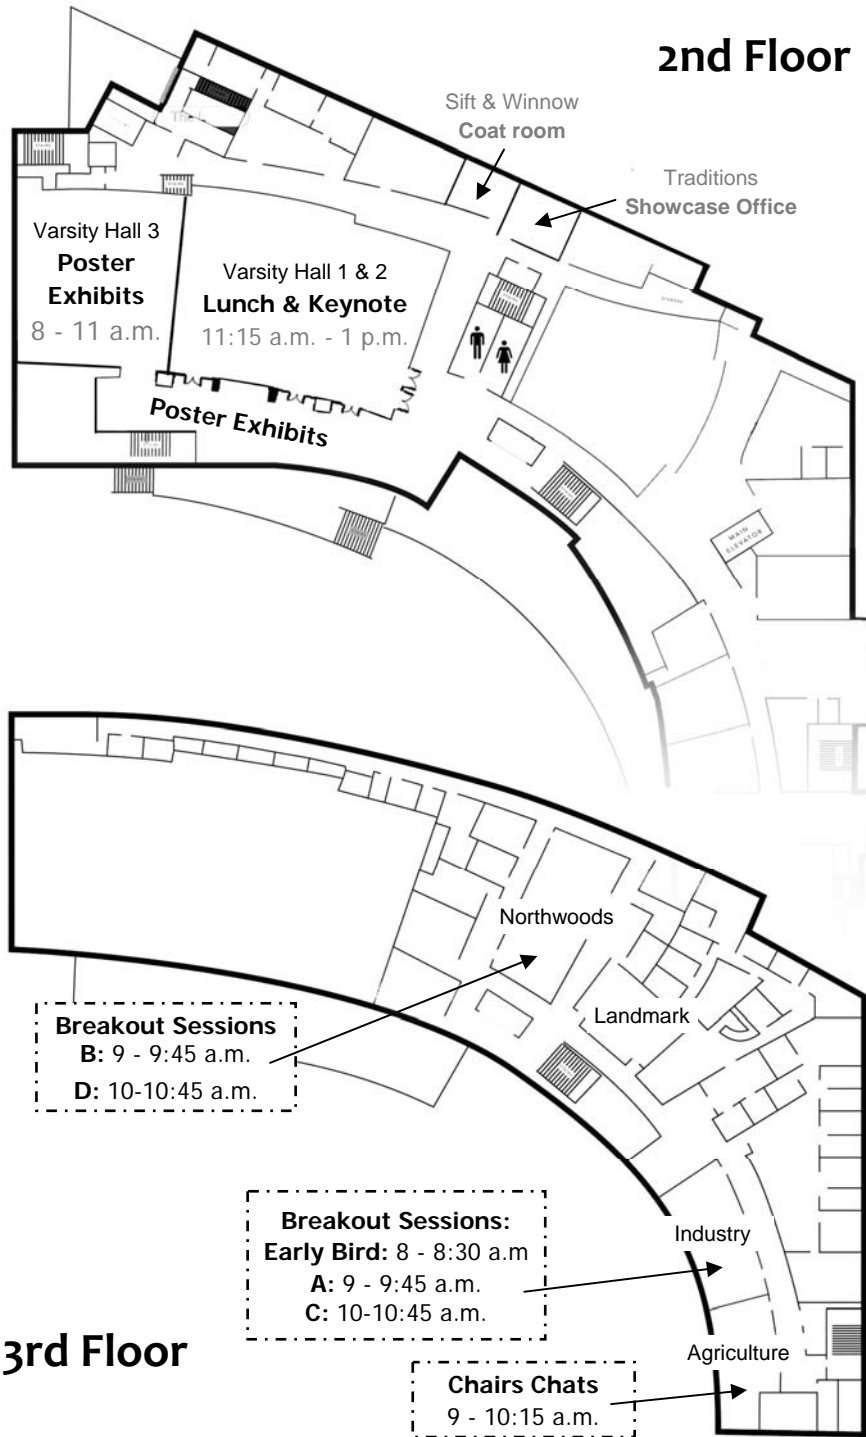 2nd Floor
Sift & Winnow
Coat room
Traditions
Showcase Office
Varsity Hall 3
Poster
Exhibits
8 - 11 a.m.
Varsity Hall 1 & 2
Lunch & Keynote
11:15 a.m. - 1 p.m.
Poster Exhibits
MAIN
ELEVATOR
Northwoods
Landmark
Breakout Sessions
B: 9 - 9:45 a.m.
D: 10-10:45 a.m.
Breakout Sessions:
Early Bird: 8 - 8:30 a.m
A: 9 - 9:45 a.m.
C: 10-10:45 a.m.
Industry
3rd Floor
Agriculture
Chairs Chats
9 - 10:15 a.m.